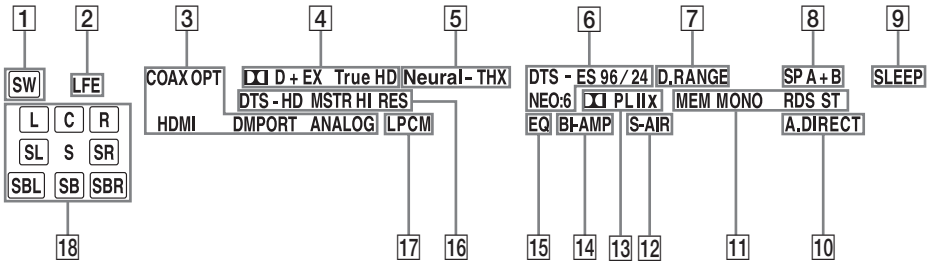 1 2 3 4 5 6 7 8 9
SW LFE COAX OPT D + EX True HD Neural - THX DTS - ES 96 / 24 D.RANGE SP A + B SLEEP
DTS - HD MSTR HI RES NEO:6 PL II x MEM MONO RDS ST
L C R HDMI DMPORT ANALOG LPCM EQ BI-AMP S-AIR A.DIRECT
SL S SR
SBL SB SBR
18 17 16 15 14 13 12 11 10